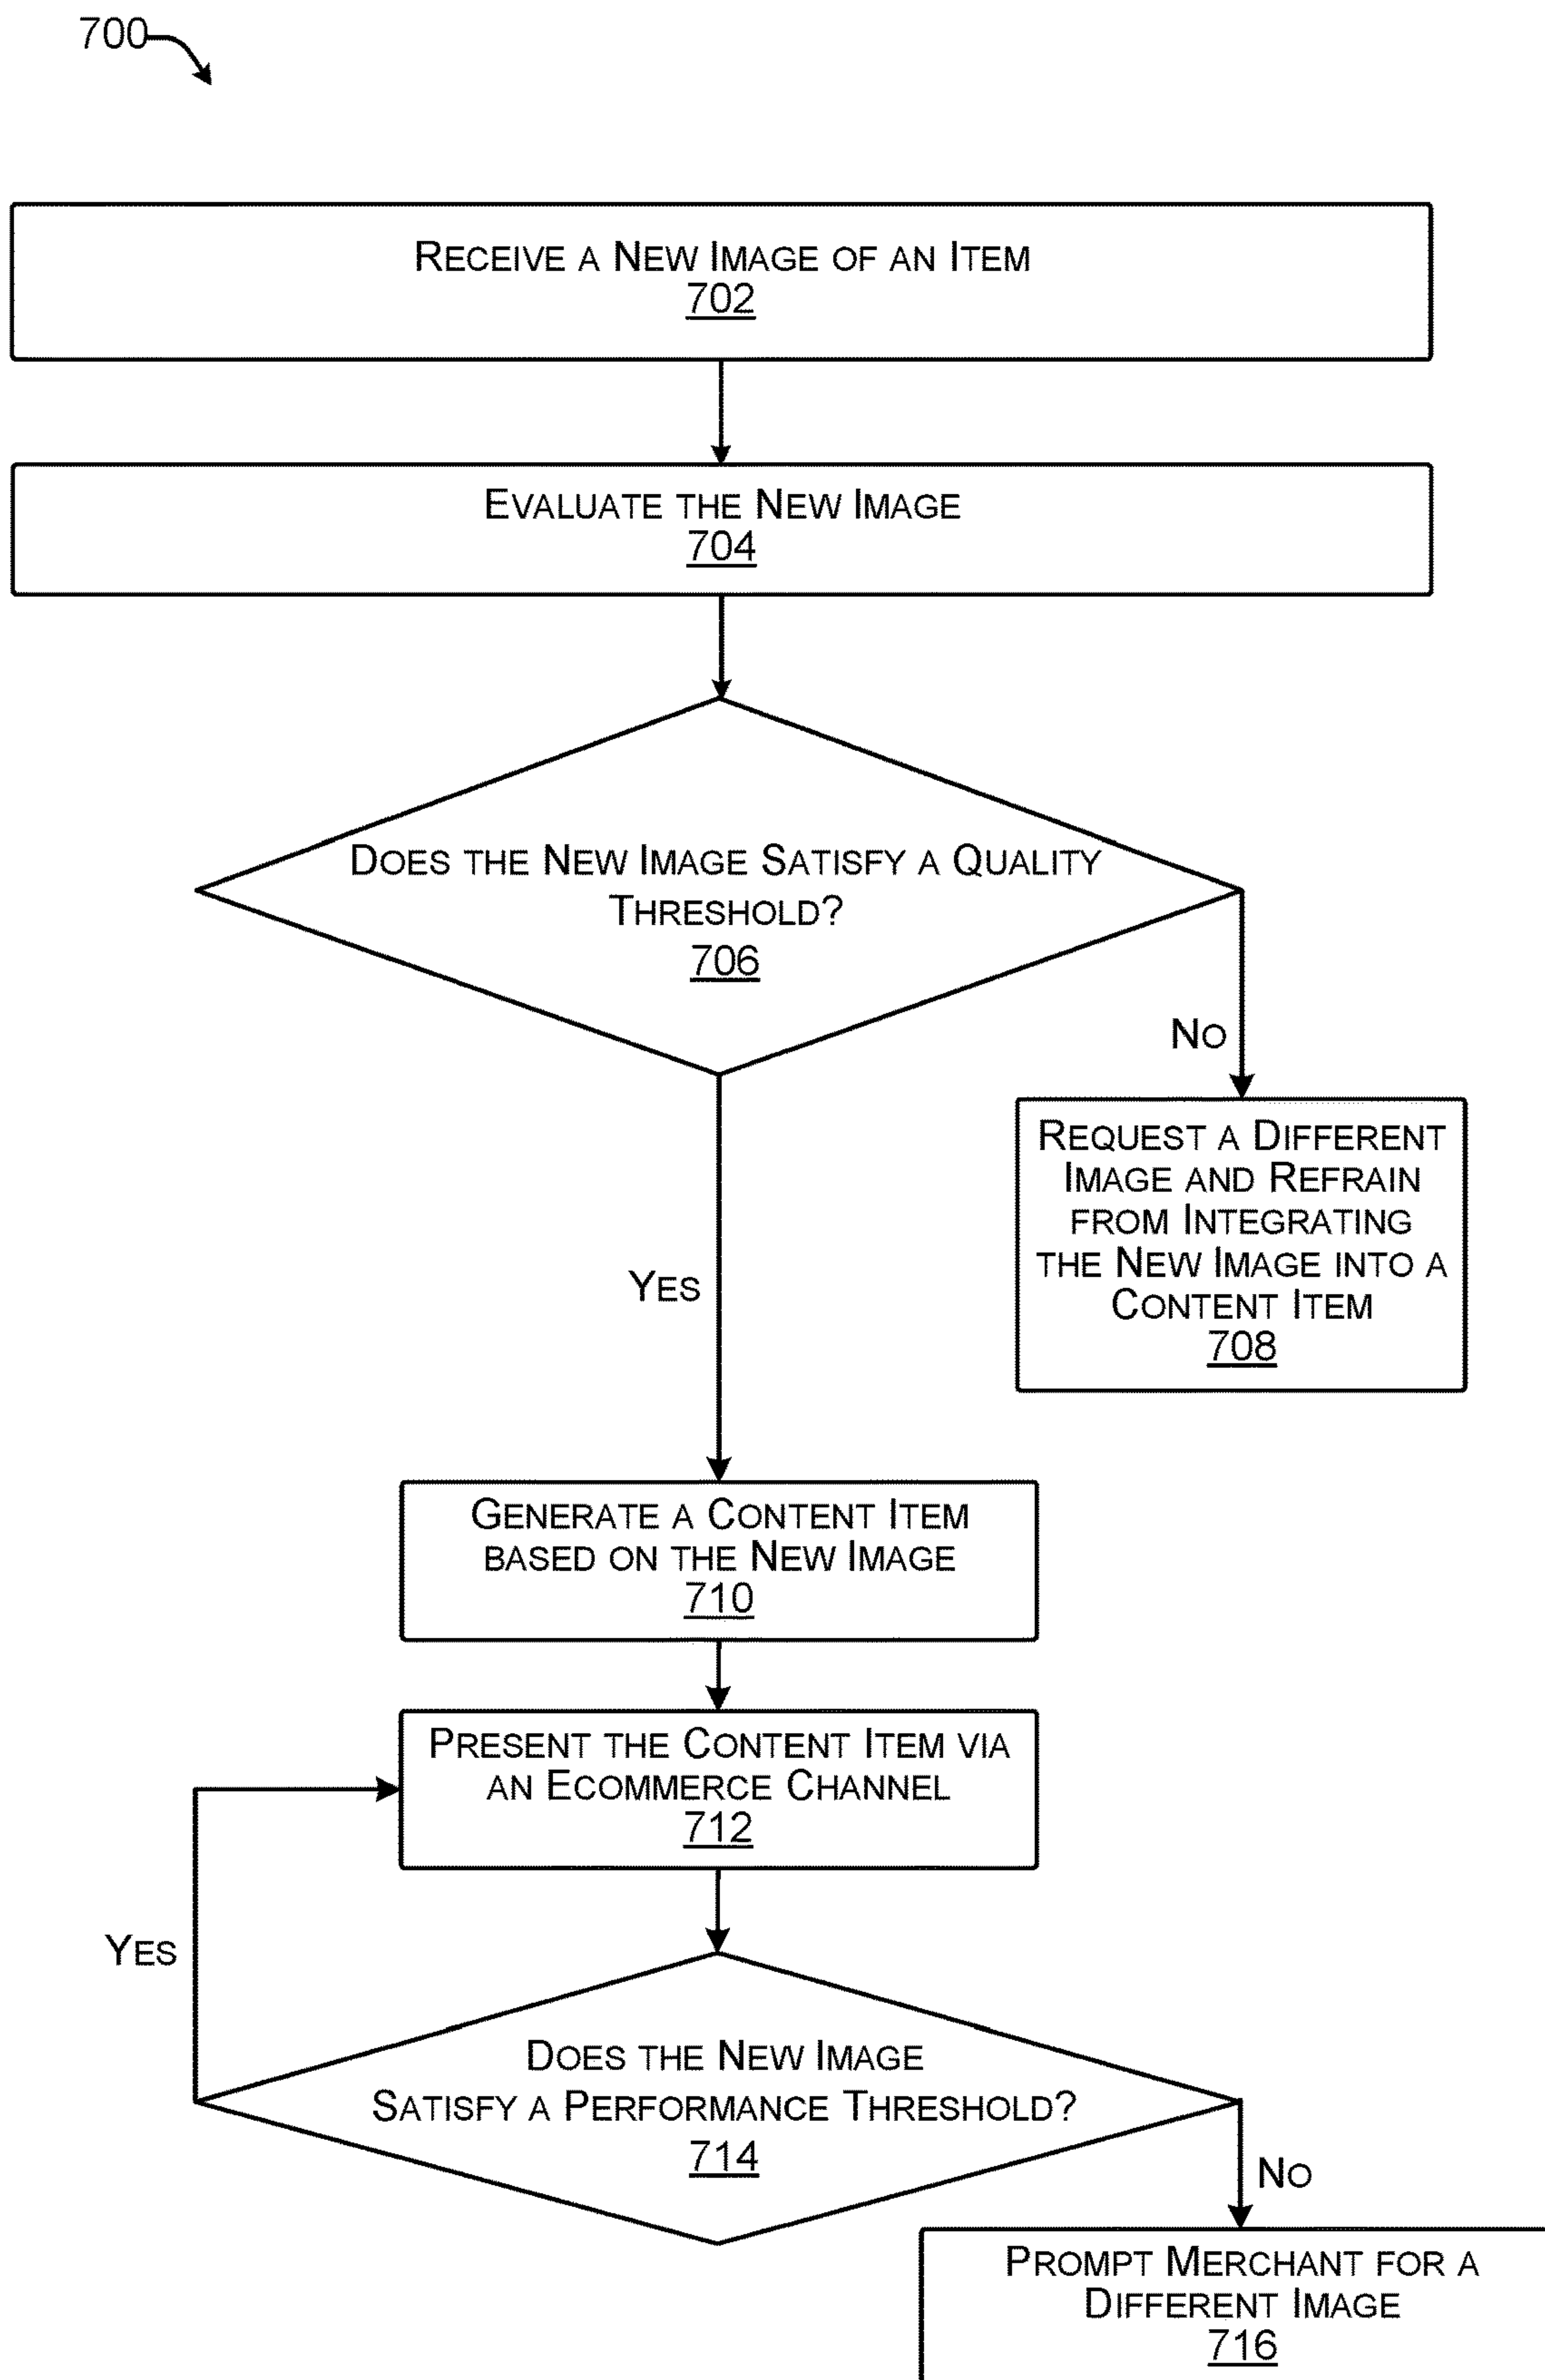 700
RECEIVE A NEW IMAGE OF AN ITEM
702
EVALUATE THE NEW IMAGE
704
DOES THE NEW IMAGE SATISFY A QUALITY
THRESHOLD?
706
NO
REQUEST A DIFFERENT
IMAGE AND REFRAIN
FROM INTEGRATING
THE NEW IMAGE INTO A
CONTENT ITEM
708
YES
GENERATE A CONTENT ITEM
BASED ON THE NEW IMAGE
710
PRESENT THE CONTENT ITEM VIA
AN ECOMMERCE CHANNEL
712
YES
DOES THE NEW IMAGE
SATISFY A PERFORMANCE THRESHOLD?
714
NO
PROMPT MERCHANT FOR A
DIFFERENT IMAGE
716